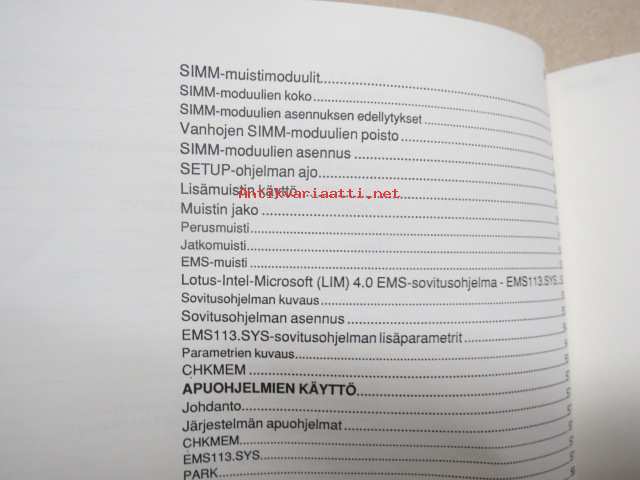 SIMM-muistimoduulit
SIMM-moduulien koko
SIMM-moduulien asennuksen edellytykset
Vanhojen SIMM-moduulien poisto
SIMM-moduulien asennus
SETUP-ohjelman ajo
Lisämuistin käyttö
Antikvariaatti.net
Muistin jako
Perusmuisti
Jatkomuisti
EMS-muisti
Lotus-Intel-Microsoft (LIM) 4.0 EMS-sovitusohjelma - EMS113.SYS
Sovitusohjelman kuvaus
Sovitusohjelman asennus
EMS113.SYS-sovitusohjelman lisäparametrit
Parametrien kuvaus
CHKMEM
APUOHJELMIEN KÄYTTÖ
Johdanto
Järjestelmän apuohjelmat
CHKMEM
EMS113.SYS
PARK